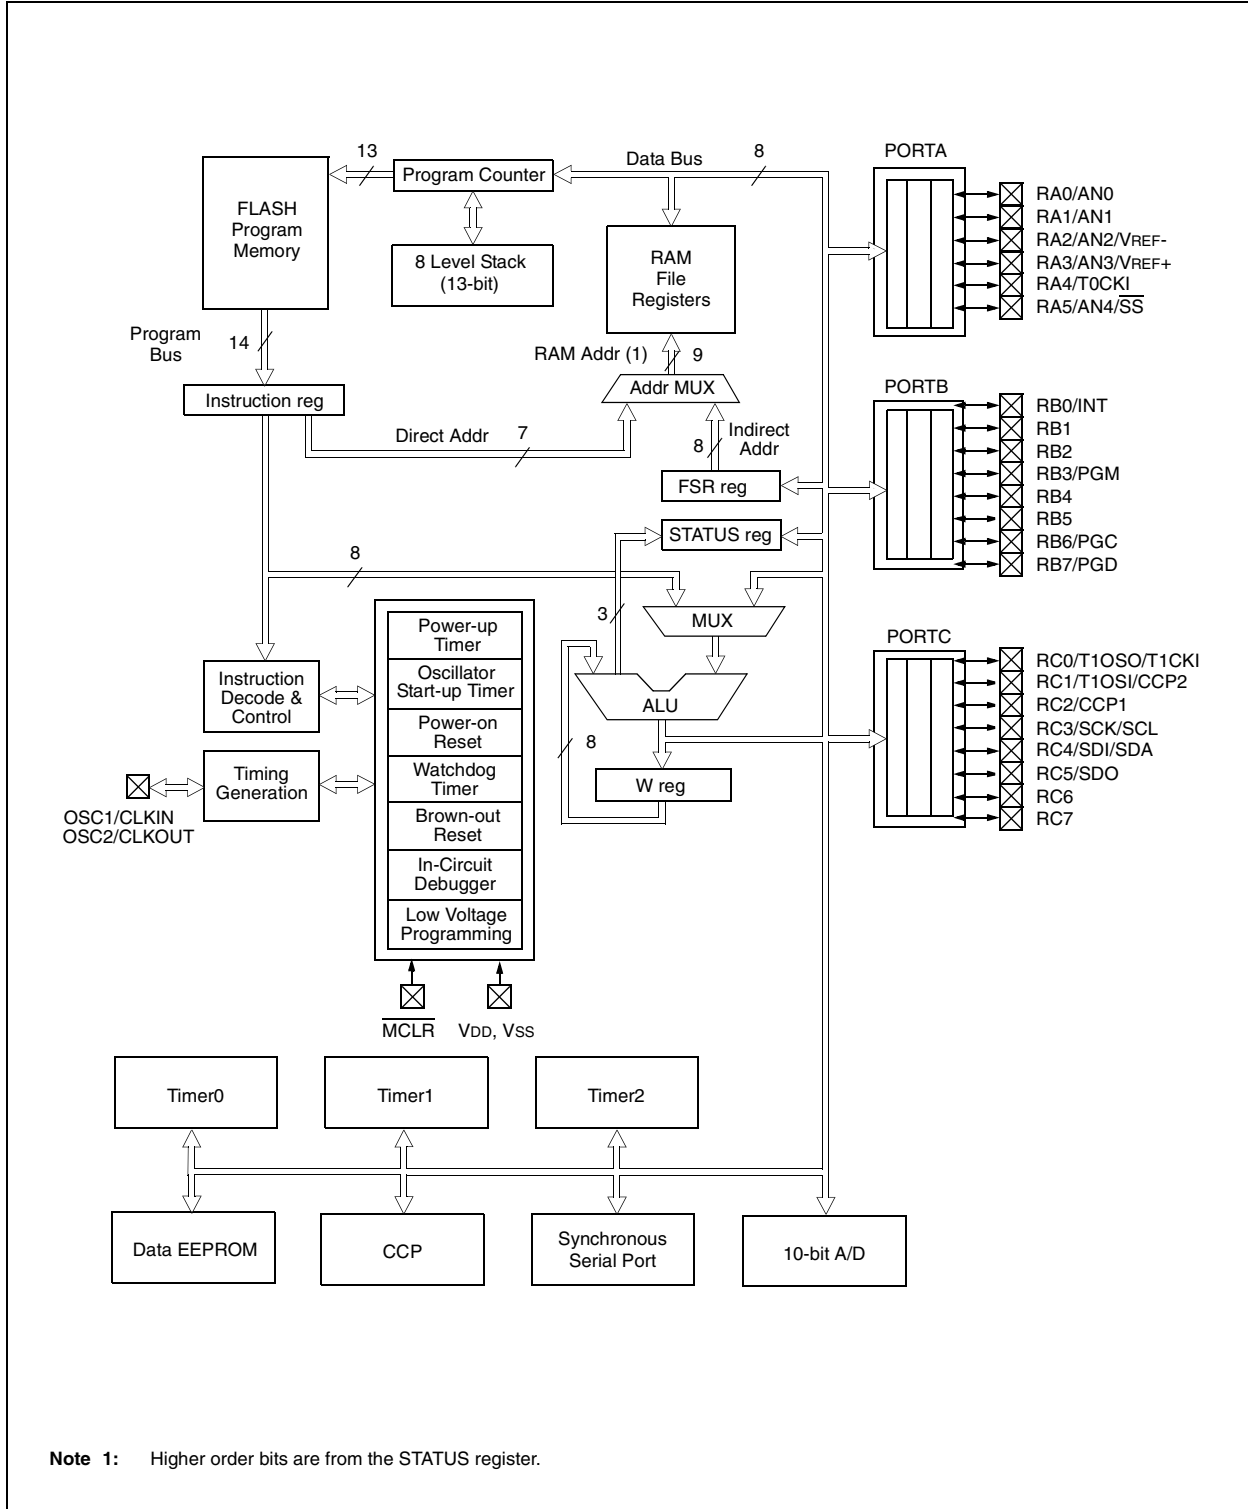 13
Program Counter
Data Bus
8
PORTA
FLASH
Program
Memory
8 Level Stack
(13-bit)
RAM
File
Registers
RA0/AN0
RA1/AN1
RA2/AN2/VREF-
RA3/AN3/VREF+
RA4/T0CKI
RA5/AN4/SS
Program
Bus
14
RAM Addr (1)
9
Addr MUX
Instruction reg
Direct Addr
7
8
Indirect
Addr
FSR reg
STATUS reg
PORTB
RB0/INT
RB1
RB2
RB3/PGM
RB4
RB5
RB6/PGC
RB7/PGD
8
3
MUX
ALU
8
W reg
Power-up
Timer
Oscillator
Start-up Timer
Power-on
Reset
Watchdog
Timer
Brown-out
Reset
In-Circuit
Debugger
Low Voltage
Programming
Instruction
Decode &
Control
Timing
Generation
OSC1/CLKIN
OSC2/CLKOUT
PORTC
RC0/T1OSO/T1CKI
RC1/T1OSI/CCP2
RC2/CCP1
RC3/SCK/SCL
RC4/SDI/SDA
RC5/SDO
RC6
RC7
MCLR
VDD, VSS
Timer0
Timer1
Timer2
Data EEPROM
CCP
Synchronous
Serial Port
10-bit A/D
Note 1: Higher order bits are from the STATUS register.